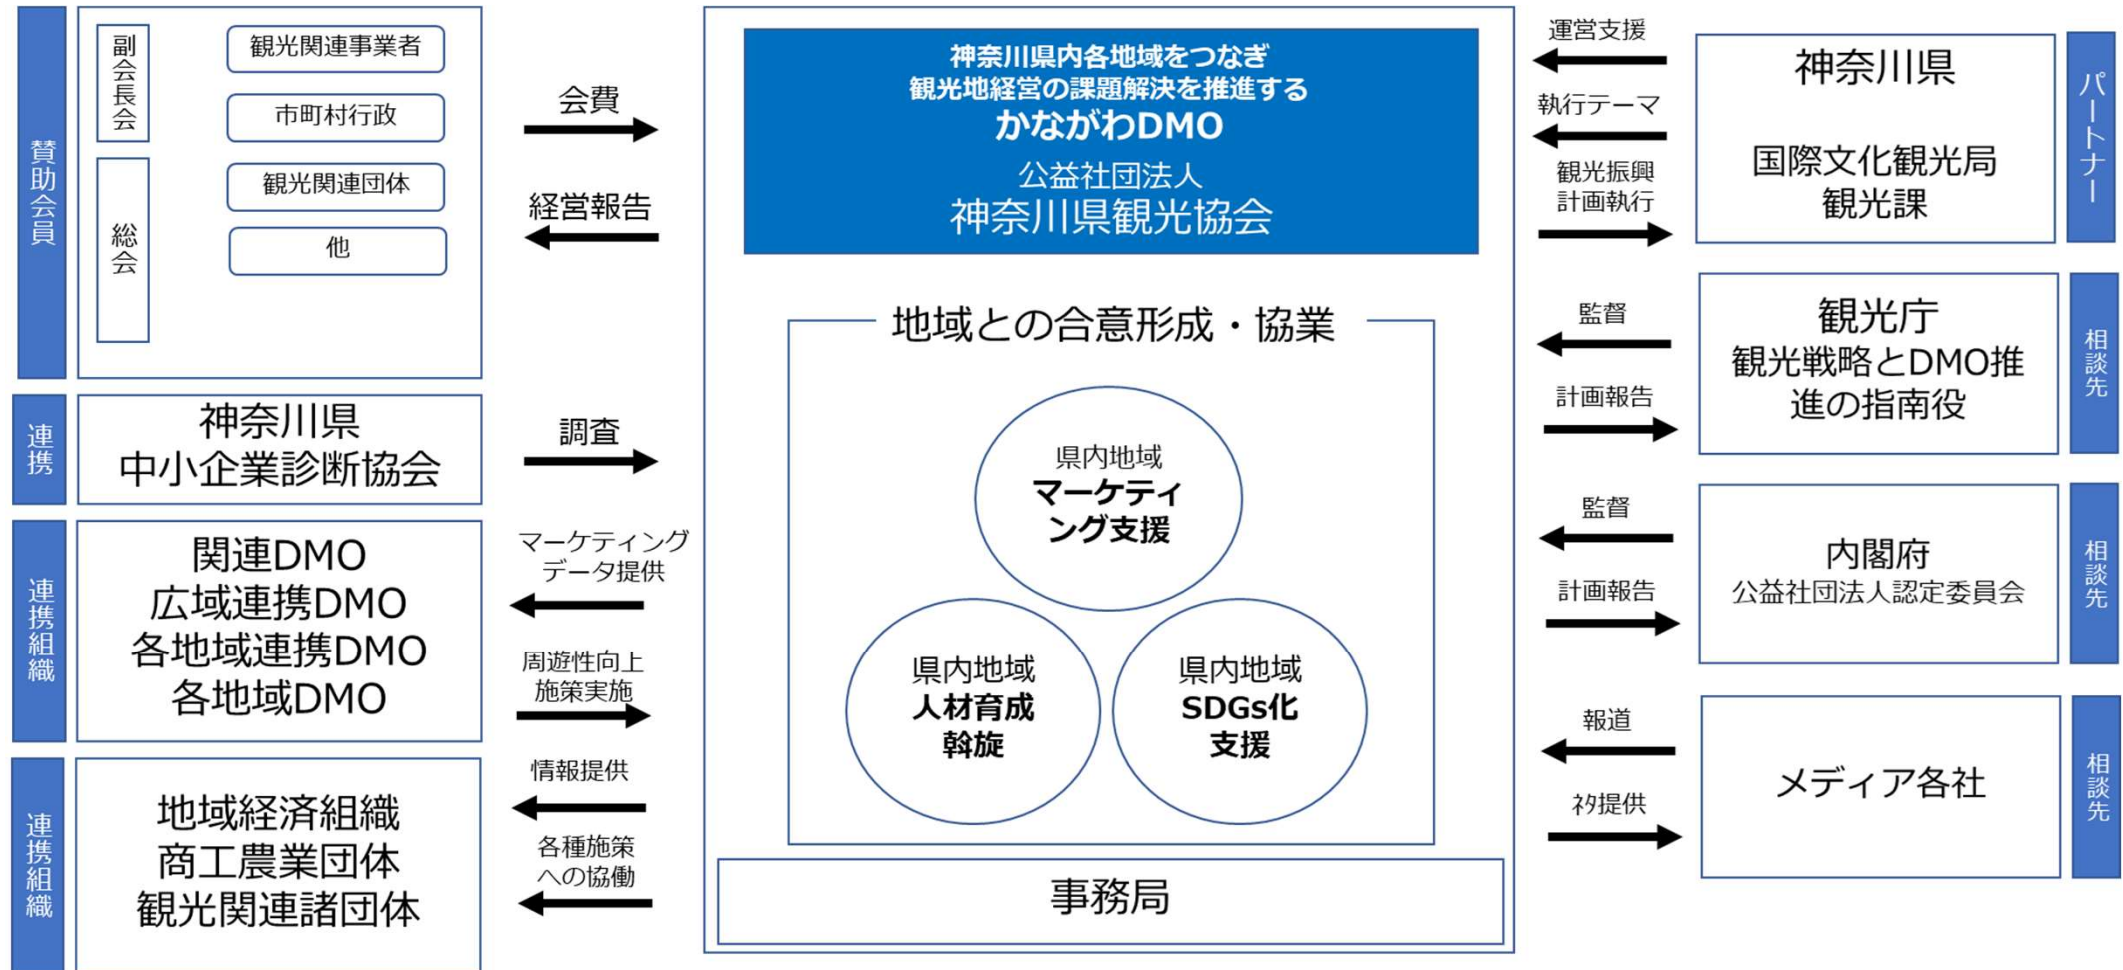 賛助会員
副会長会
総会
観光関連事業者
市町村行政
観光関連団体
他
会費
経営報告
連携
神奈川県
中小企業診断協会
調査
連携組織
関連DMO
広域連携DMO
各地域連携DMO
各地域DMO
マーケティング
データ提供
周遊性向上
施策実施
連携組織
地域経済組織
商工農業団体
観光関連諸団体
情報提供
各種施策
への協働
神奈川県内各地域をつなぎ
観光地経営の課題解決を推進する
かながわDMO
公益社団法人
神奈川県観光協会
地域との合意形成・協業
県内地域
マーケティ
ング支援
県内地域
人材育成
斡旋
県内地域
SDGs化
支援
事務局
運営支援
執行テーマ
観光振興
計画執行
神奈川県
国際文化観光局
観光課
パートナー
監督
計画報告
観光庁
観光戦略とDMO推
進の指南役
相談先
監督
計画報告
内閣府
公益社団法人認定委員会
相談先
報道
ﾈﾀ提供
メディア各社
相談先